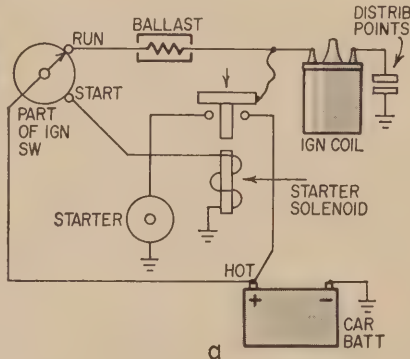 BALLAST
DISTRIB
POINTS
RUN
START
PART
OF IGN
SW
IGN COIL
STARTER
SOLENOID
STARTER
HOT
+ −
CAR
BATT
a